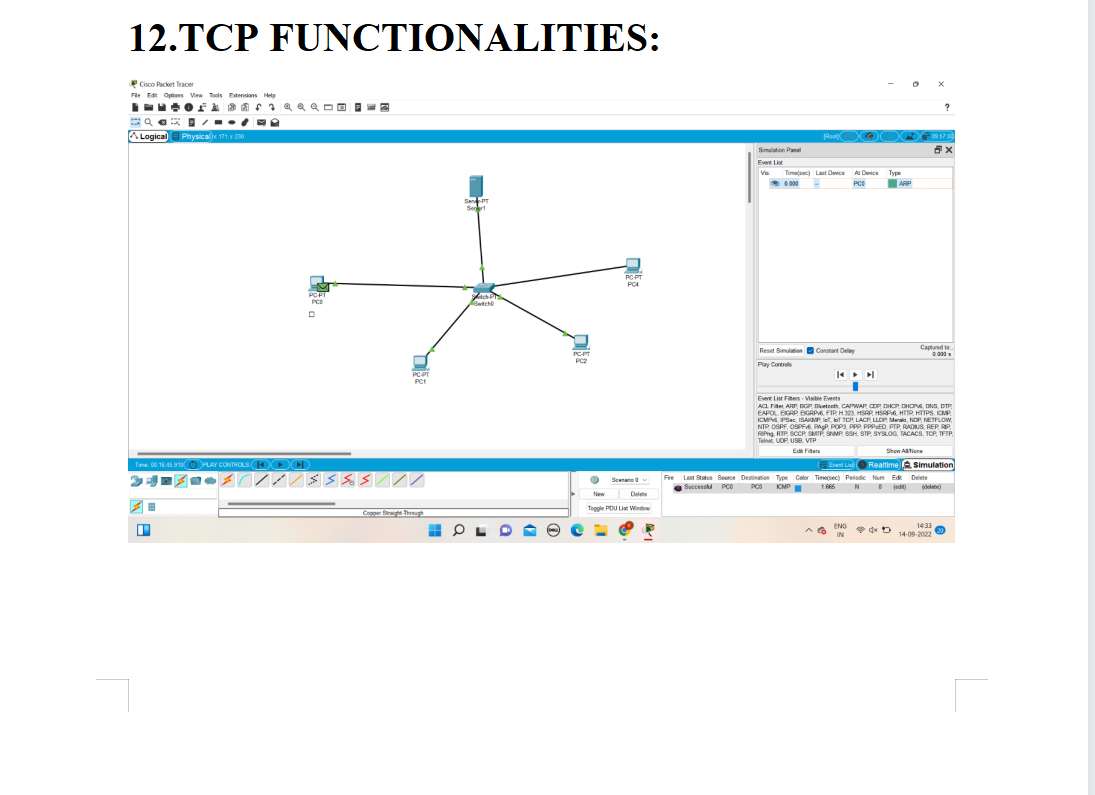 12.TCP FUNCTIONALITIES:
Cisco Packet Tracer
File Edit Options View Tools Extensions Help
?
Logical Physical x: 171, y: 236 [Root] 09:57:30
Simulation Panel
Event List
Vis. Time(sec) Last Device At Device Type
0.000 -- PC0 ARP
Server-PT
Server1
PC-PT
PC4
PC-PT
PC0
Switch-PT
Switch0
PC-PT
PC2
PC-PT
PC1
Reset Simulation Constant Delay Captured to:
0.000 s
Play Controls
Event List Filters - Visible Events
ACL Filter, ARP, BGP, Bluetooth, CAPWAP, CDP, DHCP, DHCPv6, DNS, DTP,
EAPOL, EIGRP, EIGRPv6, FTP, H.323, HSRP, HSRPv6, HTTP, HTTPS, ICMP,
ICMPv6, IPSec, ISAKMP, IoT, IoT TCP, LACP, LLDP, Meraki, NDP, NETFLOW,
NTP, OSPF, OSPFv6, PAgP, POP3, PPP, PPPoED, PTP, RADIUS, REP, RIP,
RIPng, RTP, SCCP, SMTP, SNMP, SSH, STP, SYSLOG, TACACS, TCP, TFTP,
Telnet, UDP, USB, VTP
Edit Filters Show All/None
Time: 00:16:45.910 PLAY CONTROLS: Event List Realtime Simulation
Scenario 0
New Delete
Toggle PDU List Window
Fire Last Status Source Destination Type Color Time(sec) Periodic Num Edit Delete
Successful PC0 PC0 ICMP 1.665 N 0 (edit) (delete)
Copper Straight-Through
ENG
IN
14:33
14-09-2022
20